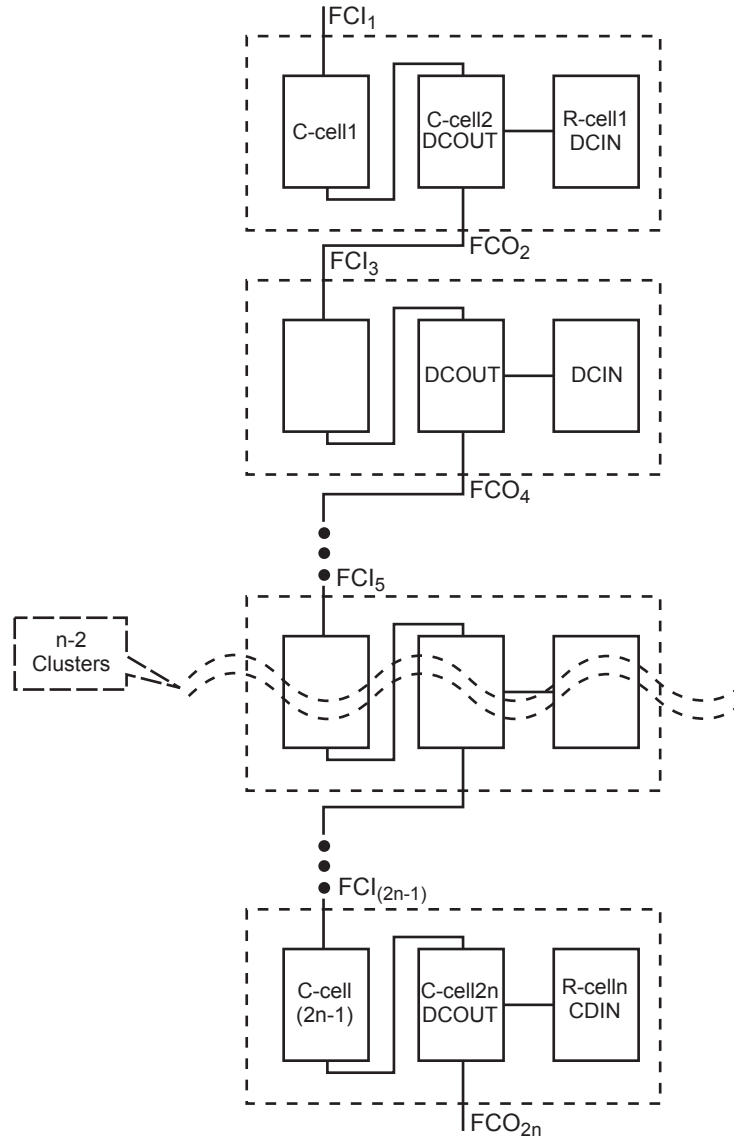 FCI1
C-cell1
C-cell2
DCOUT
R-cell1
DCIN
FCO2
FCI3
DCOUT
DCIN
FCO4
FCI5
n-2
Clusters
FCI(2n-1)
C-cell
(2n-1)
C-cell2n
DCOUT
R-celln
CDIN
FCO2n